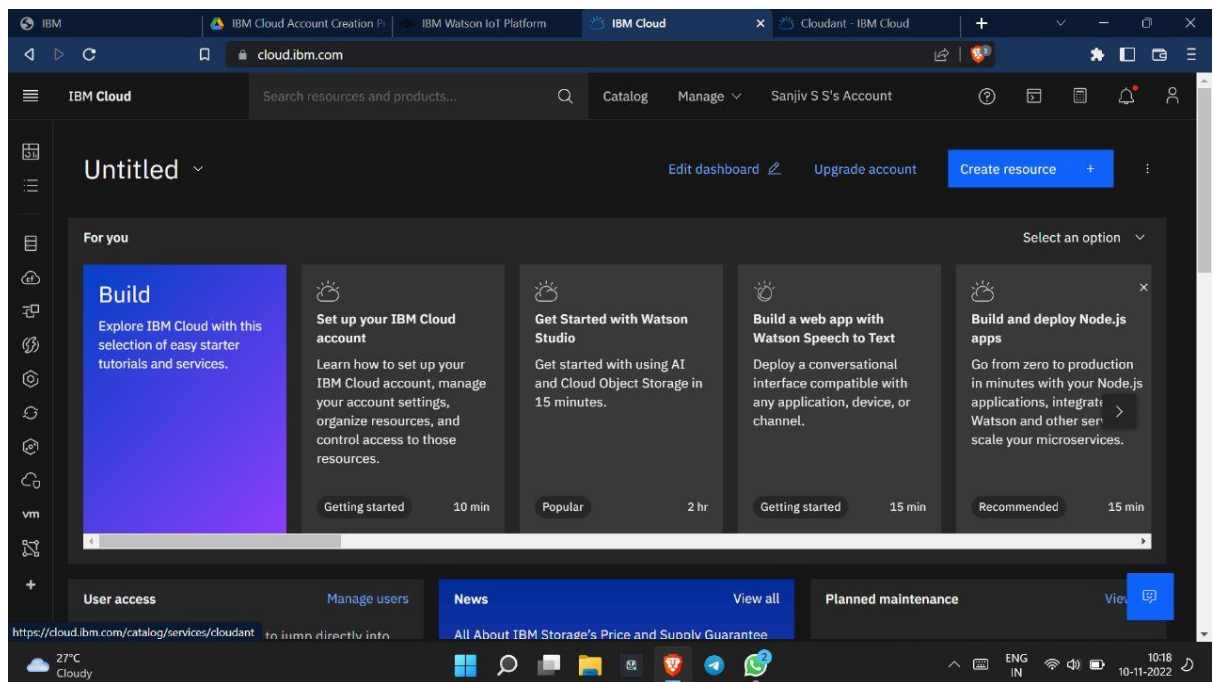 IBM
IBM Cloud Account Creation Pr
IBM Watson IoT Platform
IBM Cloud
Cloudant - IBM Cloud
cloud.ibm.com
IBM Cloud
Search resources and products...
Catalog
Manage
Sanjiv S S's Account
Untitled
Edit dashboard
Upgrade account
Create resource +
For you
Select an option
Build
Explore IBM Cloud with this
selection of easy starter
tutorials and services.
Set up your IBM Cloud
account
Learn how to set up your
IBM Cloud account, manage
your account settings,
organize resources, and
control access to those
resources.
Getting started
10 min
Get Started with Watson
Studio
Get started with using AI
and Cloud Object Storage in
15 minutes.
Popular
2 hr
Build a web app with
Watson Speech to Text
Deploy a conversational
interface compatible with
any application, device, or
channel.
Getting started
15 min
Build and deploy Node.js
apps
Go from zero to production
in minutes with your Node.js
applications, integrat
Watson and other ser
scale your microservices.
Recommended
15 min
vm
User access
Manage users
to jump directly into
News
View all
All About IBM Storage's Price and Supply Guarantee
Planned maintenance
Vie
https://cloud.ibm.com/catalog/services/cloudant
27°C
Cloudy
2
ENG
IN
10:18
10-11-2022